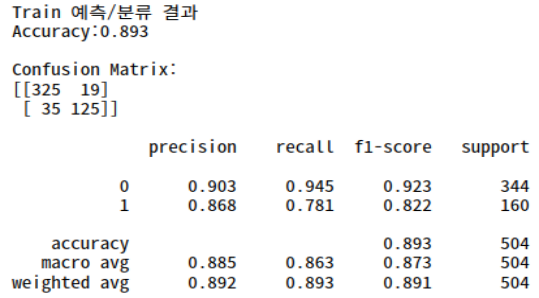 Train 예측/분류 결과
Accuracy:0.893
Confusion Matrix:
[[325  19]
 [ 35 125]]
precision recall f1-score support
0 0.903 0.945 0.923 344
1 0.868 0.781 0.822 160
accuracy 0.893 504
macro avg 0.885 0.863 0.873 504
weighted avg 0.892 0.893 0.891 504